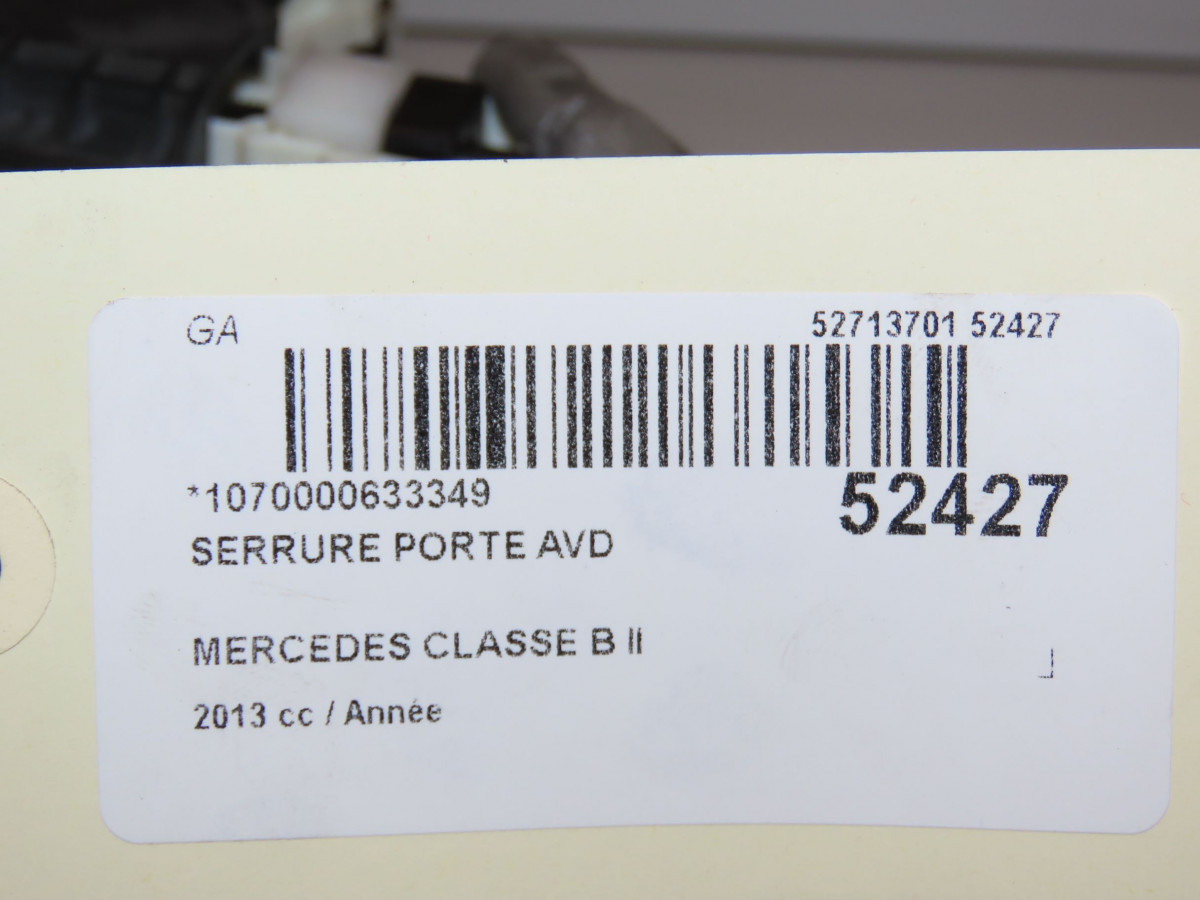 GA
52713701 52427
*1070000633349
52427
SERRURE PORTE AVD
MERCEDES CLASSE B II
2013 cc / Année